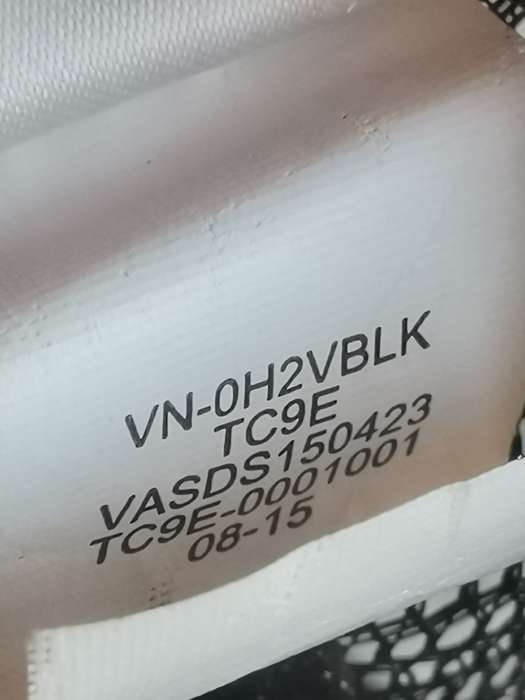 VN-0H2VBLK
TC9E
VASDS150423
TC9E-0001001
08-15